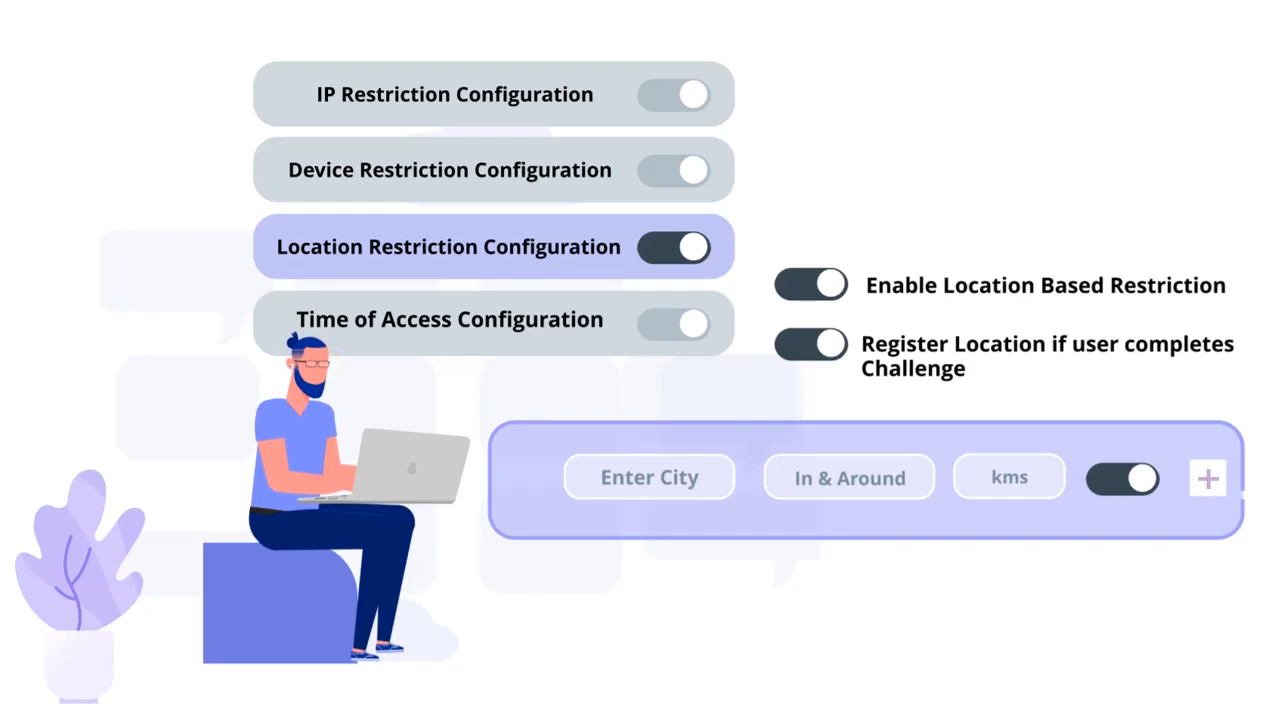 IP Restriction Configuration
Device Restriction Configuration
Location Restriction Configuration
Time of Access Configuration
Enable Location Based Restriction
Register Location if user completes
Challenge
Enter City
In & Around
kms
+